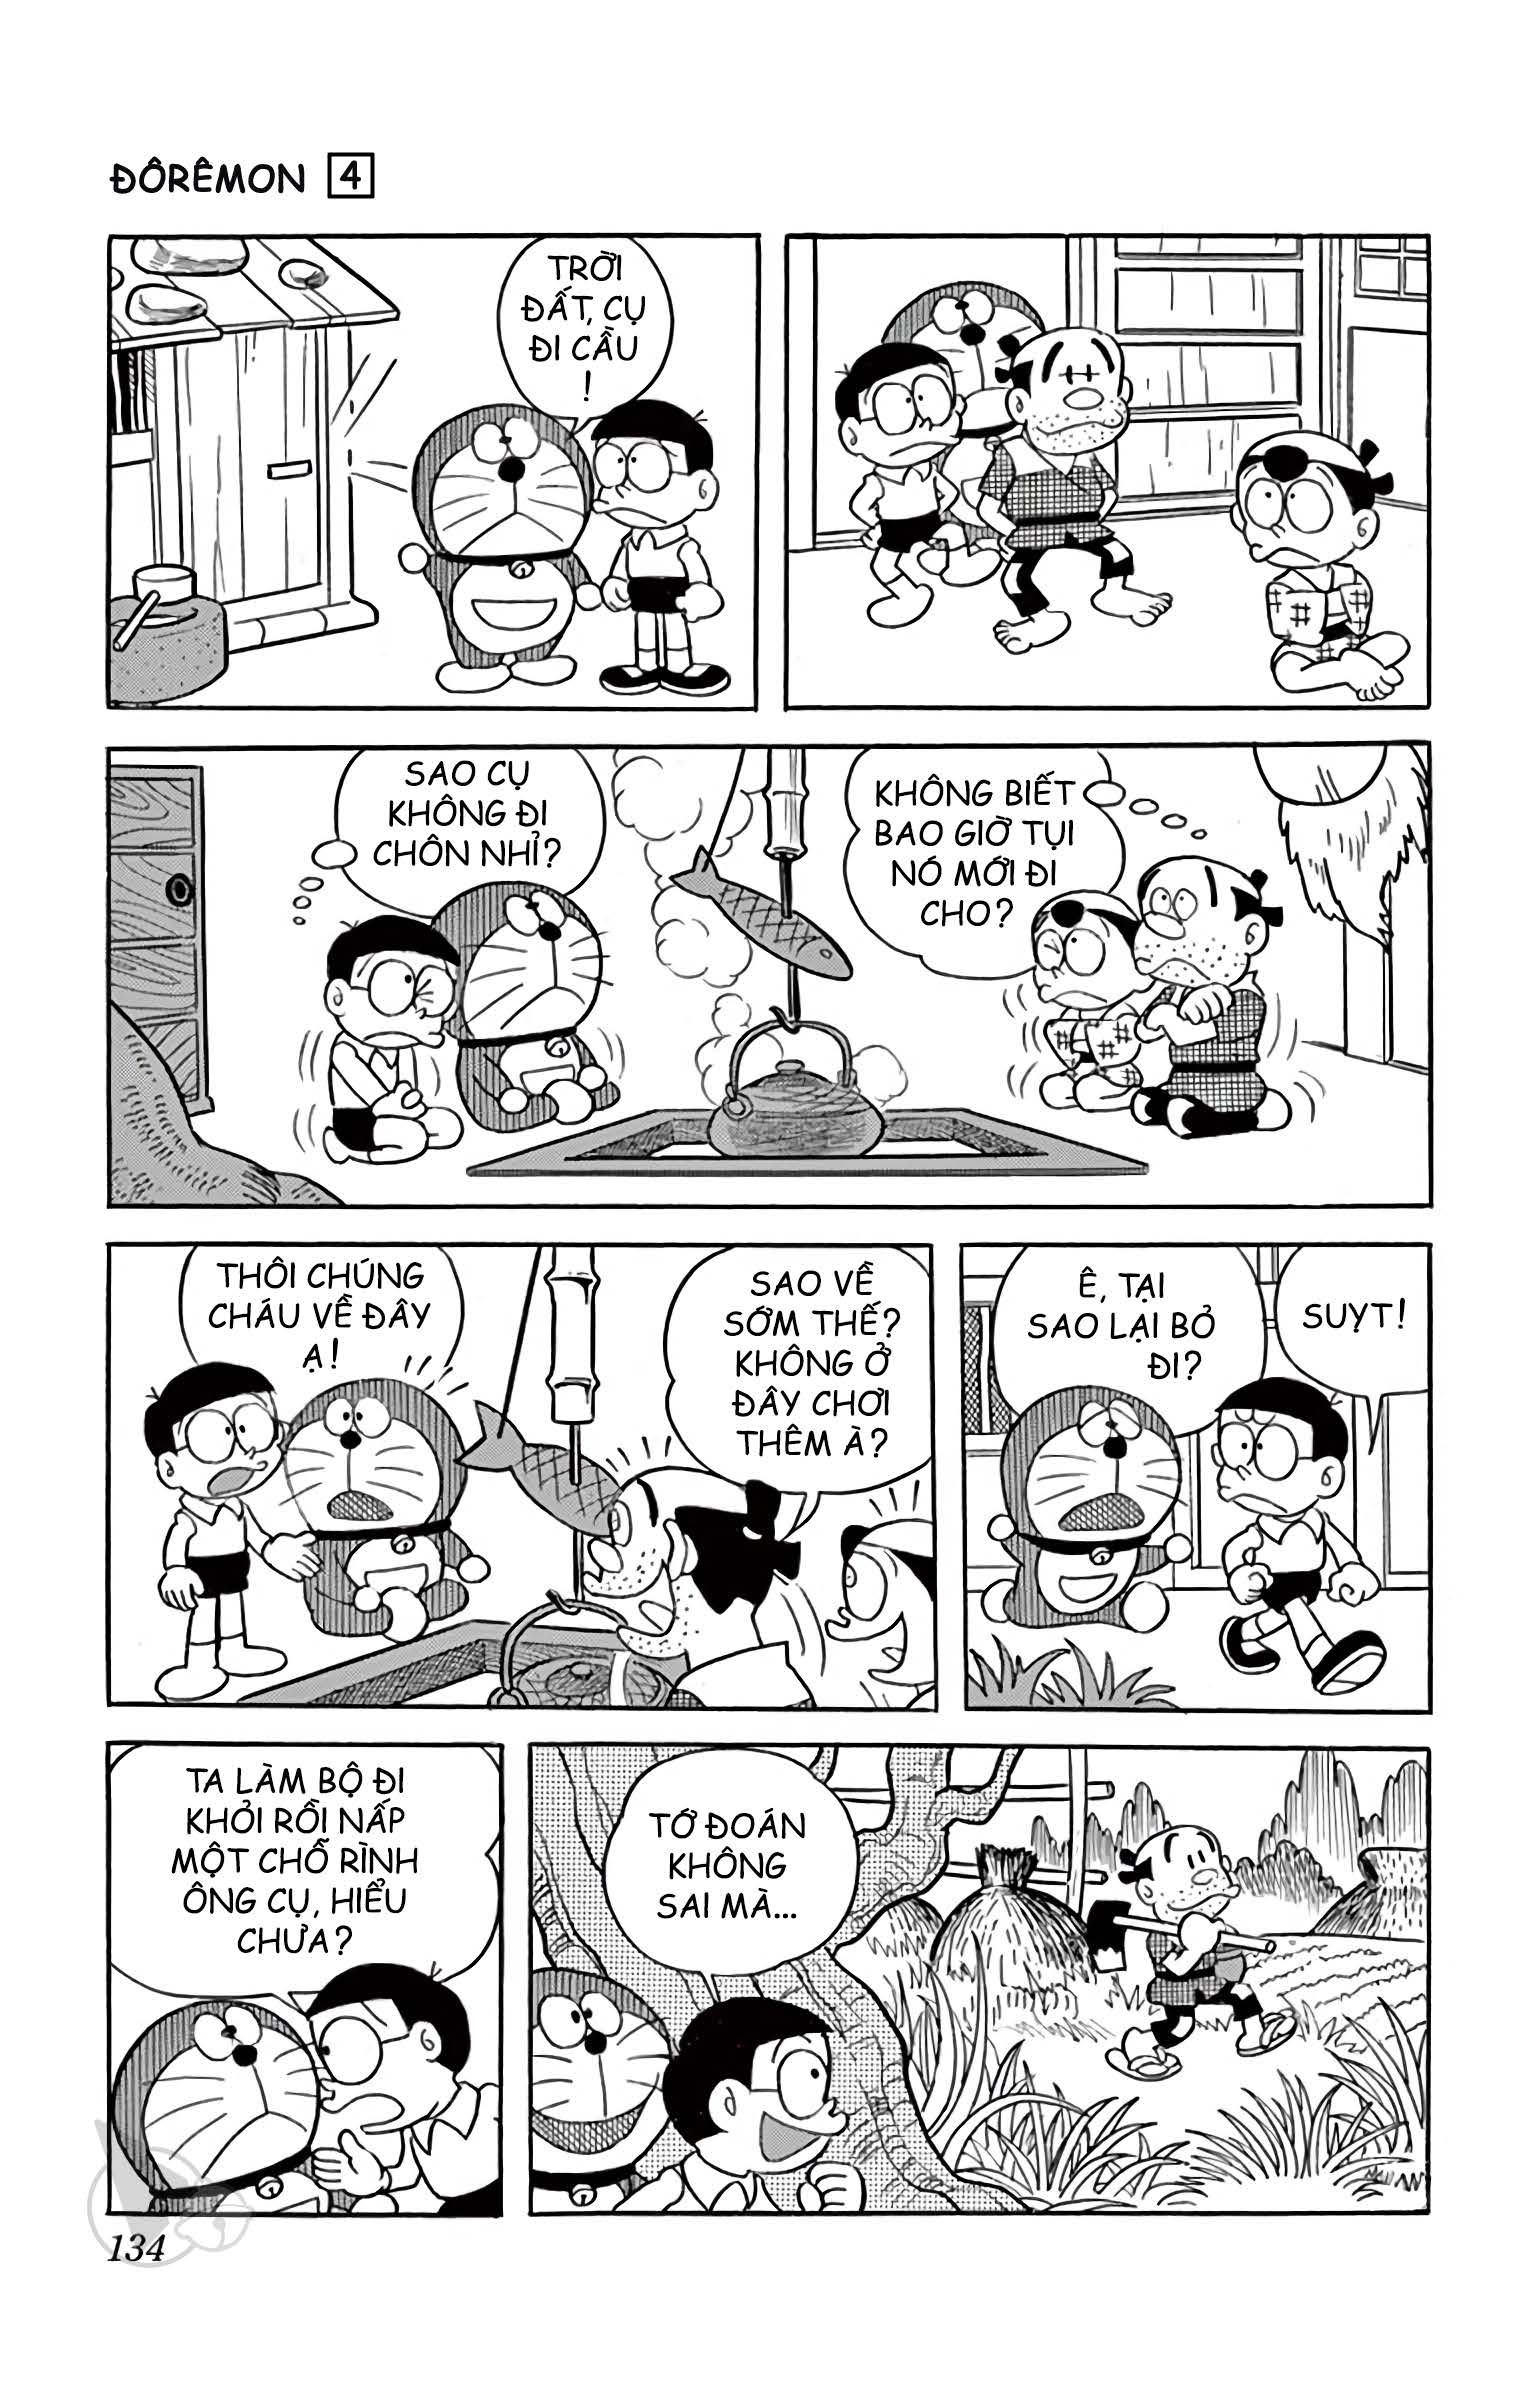 ĐÔRÊMON 4
TRỜI
ĐẤT, CỤ
ĐI CẦU
!
SAO CỤ
KHÔNG ĐI
CHÔN NHỈ?
KHÔNG BIẾT
BAO GIỜ TỤI
NÓ MỚI ĐI
CHO?
THÔI CHÚNG
CHÁU VỀ ĐÂY
Ạ!
SAO VỀ
SỚM THẾ?
KHÔNG Ở
ĐÂY CHƠI
THÊM À?
Ê, TẠI
SAO LẠI BỎ
ĐI?
SUỴT!
TA LÀM BỘ ĐI
KHỎI RỒI NẤP
MỘT CHỖ RÌNH
ÔNG CỤ, HIỂU
CHƯA?
TỚ ĐOÁN
KHÔNG
SAI MÀ...
134